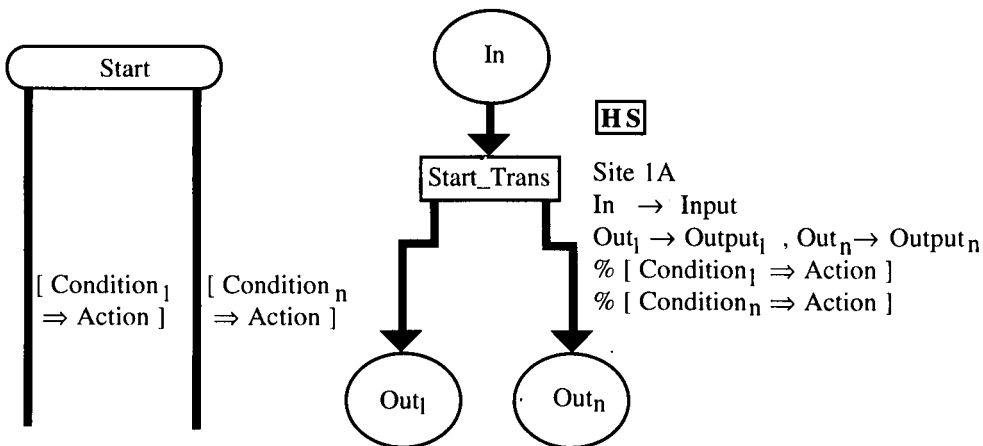 Start
[ Condition1
⇒ Action ]
[ Condition n
⇒ Action ]
In
Start_Trans
Out1
Outn
HS
Site 1A
In → Input
Out1 → Output1 , Outn → Outputn
% [ Condition1 ⇒ Action ]
% [ Conditionn ⇒ Action ]